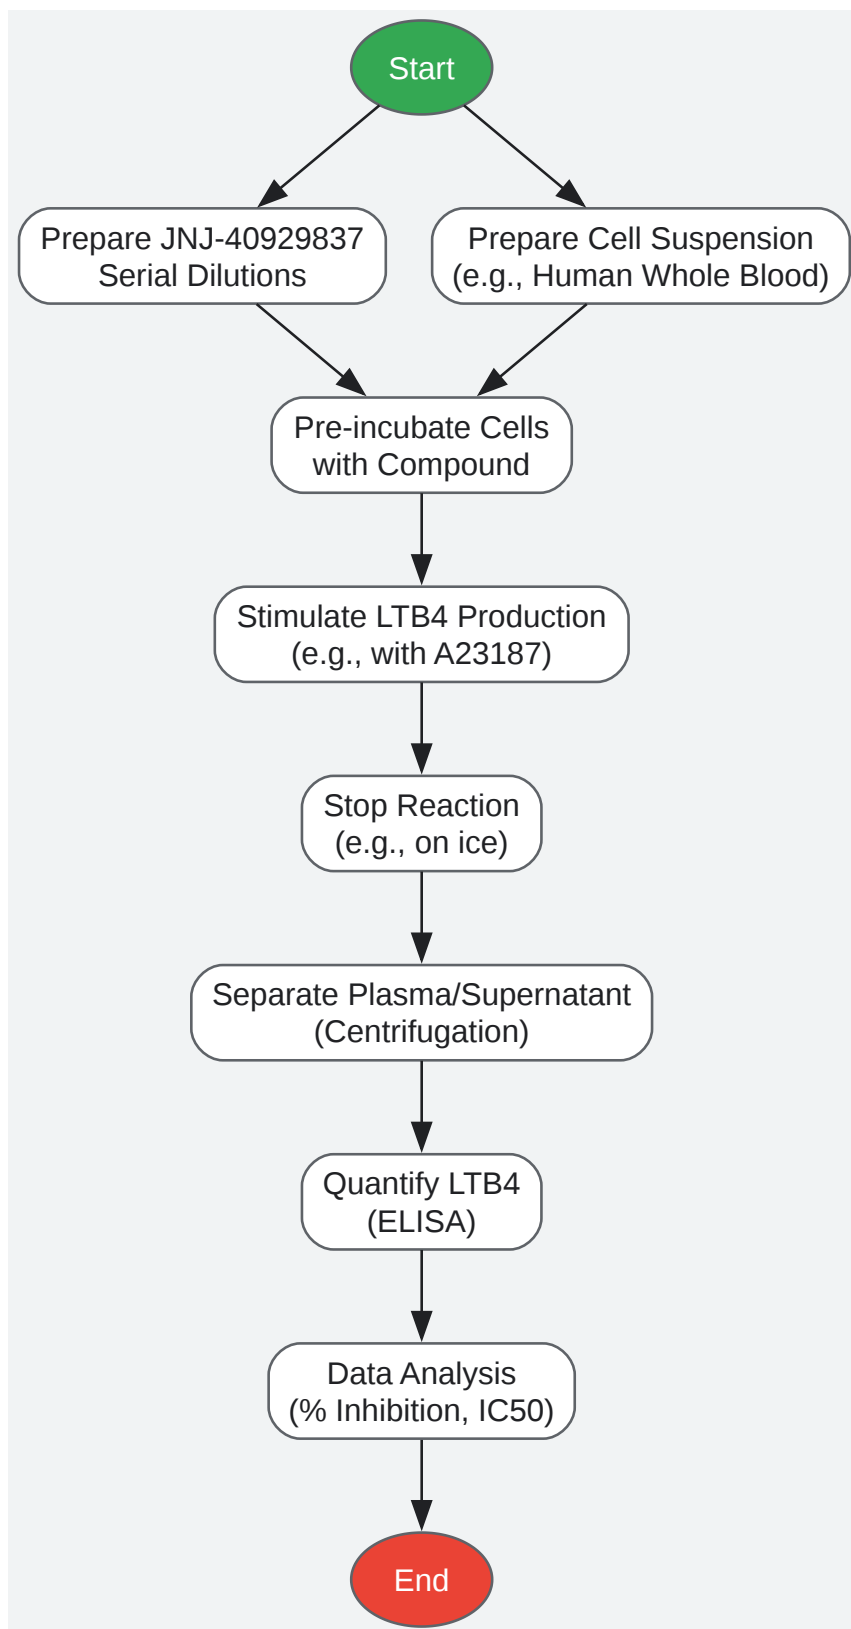 Start
Prepare JNJ-40929837
Serial Dilutions
Prepare Cell Suspension
(e.g., Human Whole Blood)
Pre-incubate Cells
with Compound
Stimulate LTB4 Production
(e.g., with A23187)
Stop Reaction
(e.g., on ice)
Separate Plasma/Supernatant
(Centrifugation)
Quantify LTB4
(ELISA)
Data Analysis
(% Inhibition, IC50)
End